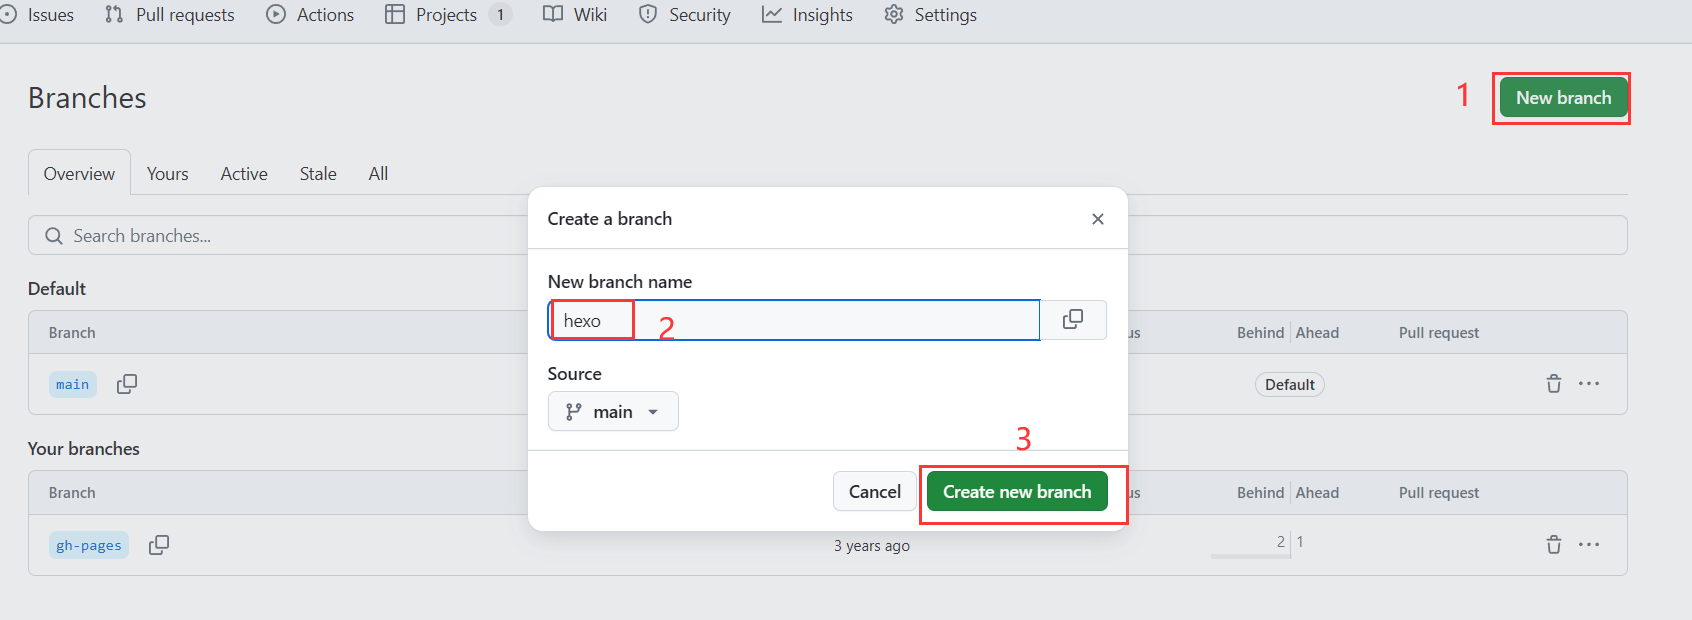 Issues Pull requests Actions Projects 1 Wiki Security Insights Settings
Branches
1 New branch
Overview Yours Active Stale All
Search branches...
Create a branch
New branch name
hexo 2
Source
main
3
Cancel Create new branch
Default
Branch us Behind Ahead Pull request
main Default
Your branches
Branch us Behind Ahead Pull request
gh-pages 3 years ago 2 1